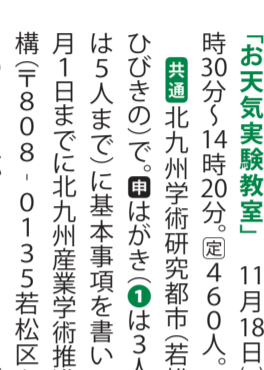 「お天気実験教室」 11月18日
時30分〜14時20分。定460人。
共通 北九州学術研究都市(若
ひびきの)で。申はがき(❶は3人
は5人まで)に基本事項を書い
月1日までに北九州産業学術推
構(〒808-0135若松区